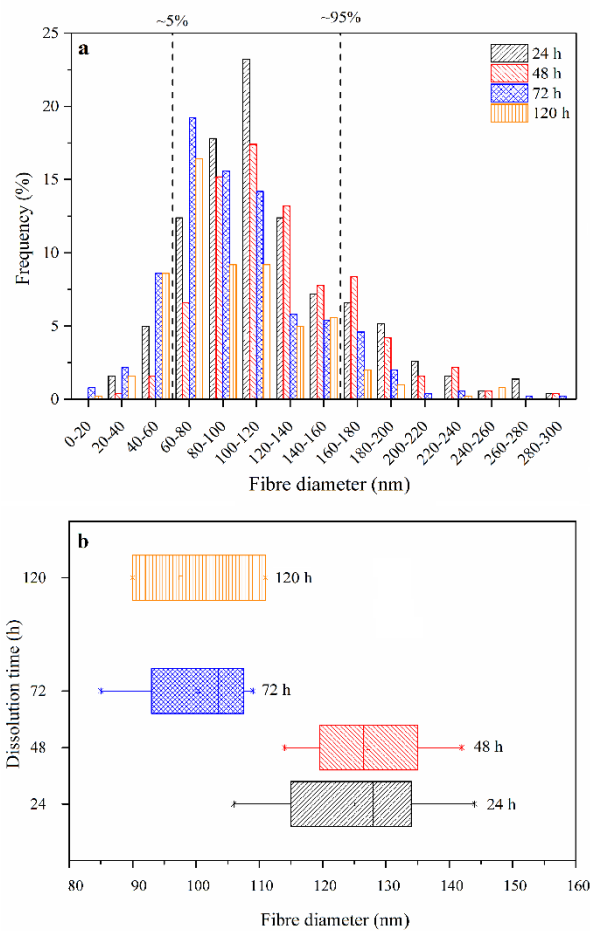 ~5%
~95%
a
24 h
48 h
72 h
120 h
Frequency (%)
25
20
15
10
5
0
0-20
20-40
40-60
60-80
80-100
100-120
120-140
140-160
160-180
180-200
200-220
220-240
240-260
260-280
280-300
Fibre diameter (nm)
b
Dissolution time (h)
120
72
48
24
120 h
72 h
48 h
24 h
80
90
100
110
120
130
140
150
160
Fibre diameter (nm)